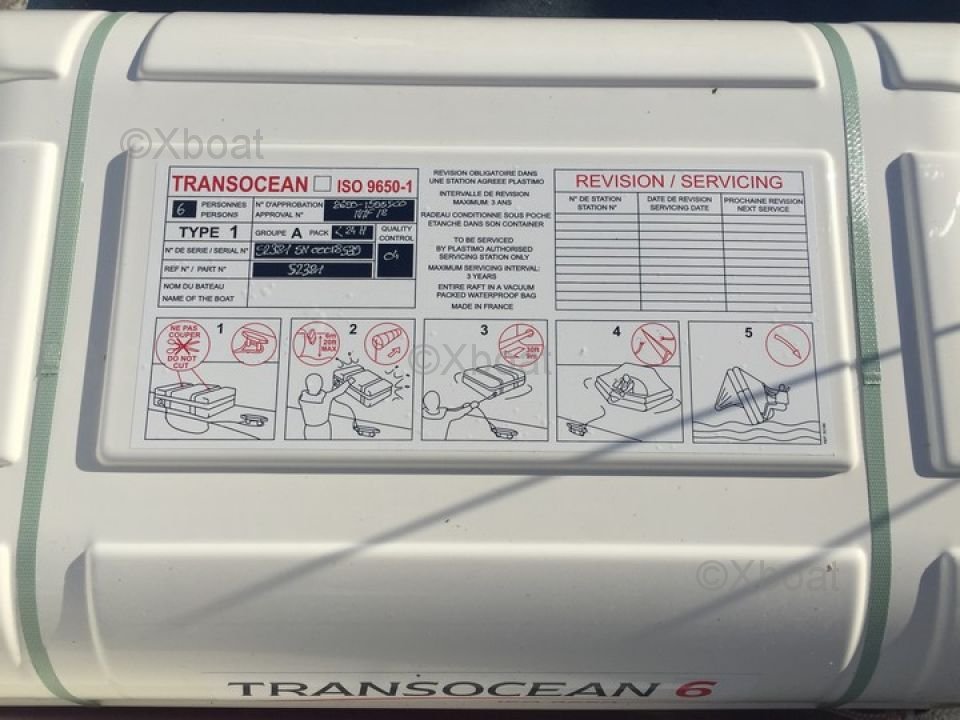 ©Xboat
TRANSOCEAN ISO 9650-1
6 PERSONNES PERSONS
N° D'APPROBATION
APPROVAL N°
TYPE 1
GROUPE A PACK < 24 H
QUALITY CONTROL
04
N° DE SERIE / SERIAL N°
REF N° / PART N° 52381
NOM DU BATEAU
NAME OF THE BOAT
REVISION OBLIGATOIRE DANS
UNE STATION AGREEE PLASTIMO
INTERVALLE DE REVISION
MAXIMUM: 3 ANS
RADEAU CONDITIONNE SOUS POCHE
ETANCHE DANS SON CONTAINER
TO BE SERVICED
BY PLASTIMO AUTHORISED
SERVICING STATION ONLY
MAXIMUM SERVICING INTERVAL:
3 YEARS
ENTIRE RAFT IN A VACUUM
PACKED WATERPROOF BAG
MADE IN FRANCE
REVISION / SERVICING
N° DE STATION
STATION N°
DATE DE REVISION
SERVICING DATE
PROCHAINE REVISION
NEXT SERVICE
1
NE PAS
COUPER
DO NOT
CUT
2
6m
20ft
MAX
3
©Xboat
4
5
©Xboat
TRANSOCEAN 6